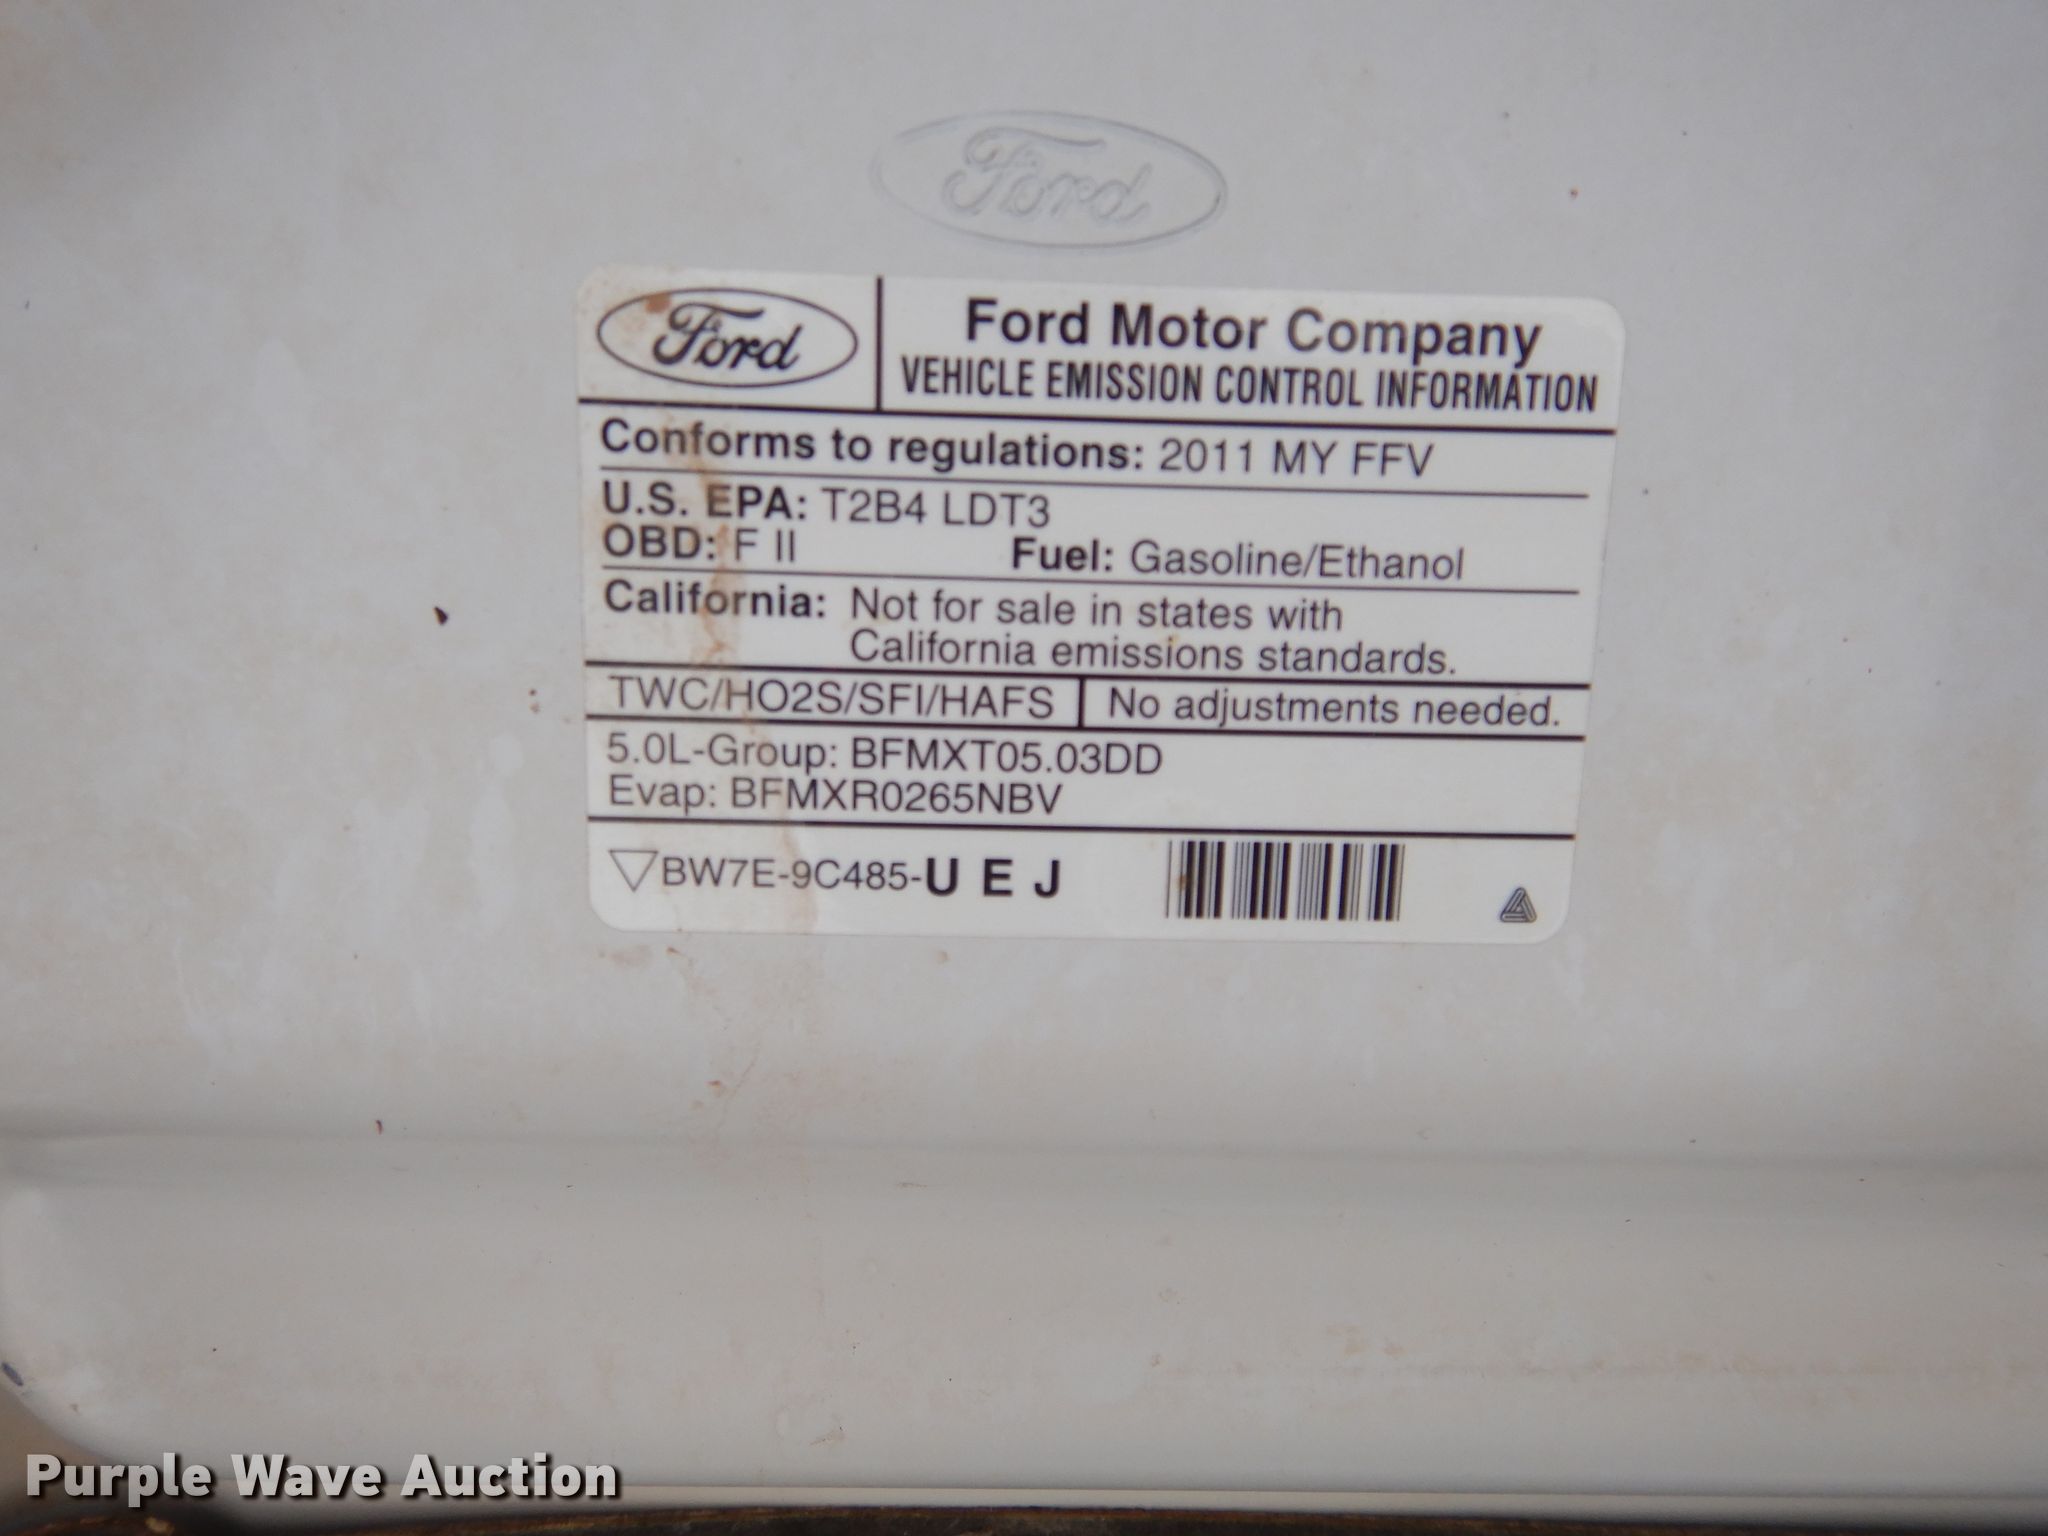 Ford
Ford
Ford Motor Company
VEHICLE EMISSION CONTROL INFORMATION
Conforms to regulations: 2011 MY FFV
U.S. EPA: T2B4 LDT3
OBD: F II Fuel: Gasoline/Ethanol
California: Not for sale in states with
California emissions standards.
TWC/HO2S/SFI/HAFS No adjustments needed.
5.0L-Group: BFMXT05.03DD
Evap: BFMXR0265NBV
BW7E-9C485-U E J
Purple Wave Auction